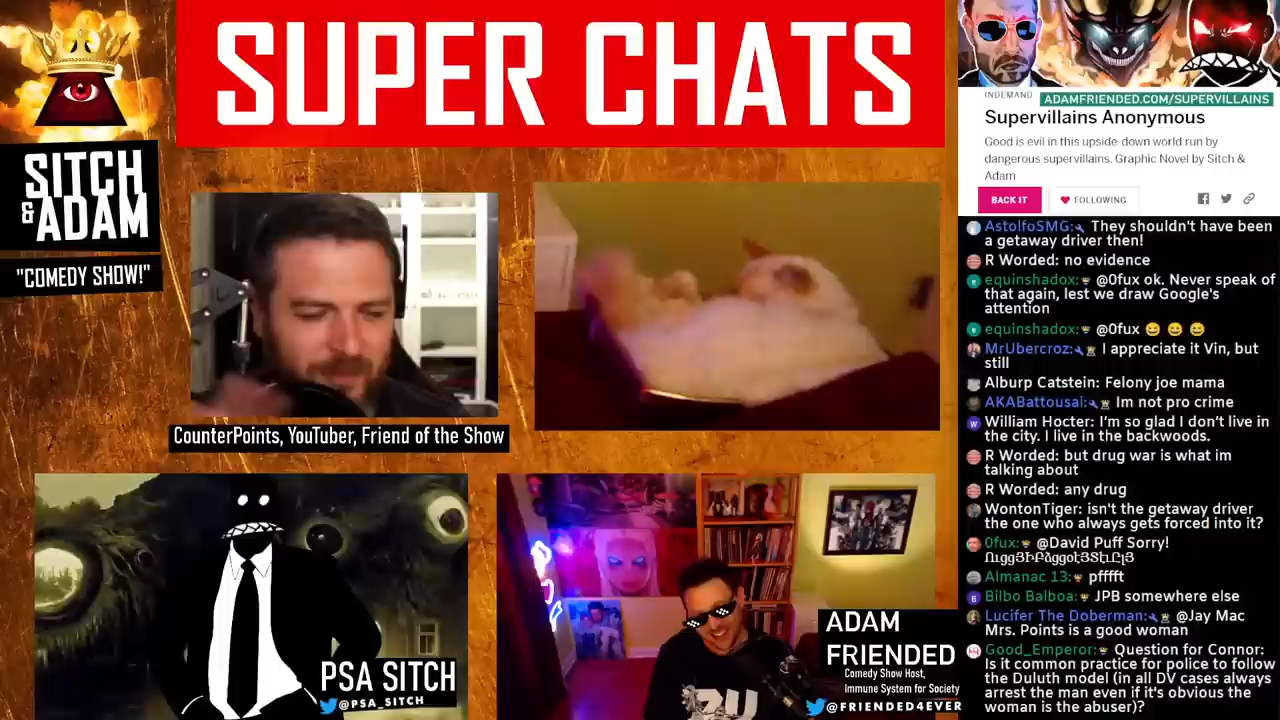 SUPER CHATS
SITCH
& ADAM
"COMEDY SHOW!"
CounterPoints, YouTuber, Friend of the Show
PSA SITCH
@PSA_SITCH
ADAM
FRIENDED
Comedy Show Host,
Immune System for Society
@FRIENDED4EVER
INDEMAND
ADAMFRIENDED.COM/SUPERVILLAINS
Supervillains Anonymous
Good is evil in this upside-down world run by
dangerous supervillains. Graphic Novel by Sitch &
Adam
BACK IT
FOLLOWING
AstolfoSMG: They shouldn't have been
a getaway driver then!
R Worded: no evidence
equinshadox: @0fux ok. Never speak of
that again, lest we draw Google's
attention
equinshadox: @0fux 😄 😄 😄
MrUbercroz: I appreciate it Vin, but
still
Alburp Catstein: Felony joe mama
AKABattousai: Im not pro crime
William Hocter: I'm so glad I don't live in
the city. I live in the backwoods.
R Worded: but drug war is what im
talking about
R Worded: any drug
WontonTiger: isn't the getaway driver
the one who always gets forced into it?
0fux: @David Puff Sorry!
Almanac 13: pfffft
Bilbo Balboa: JPB somewhere else
Lucifer The Doberman: @Jay Mac
Mrs. Points is a good woman
Good_Emperor: Question for Connor:
Is it common practice for police to follow
the Duluth model (in all DV cases always
arrest the man even if it's obvious the
woman is the abuser)?